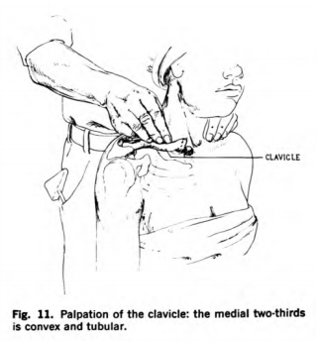 CLAVICLE
Fig. 11. Palpation of the clavicle: the medial two-thirds
is convex and tubular.